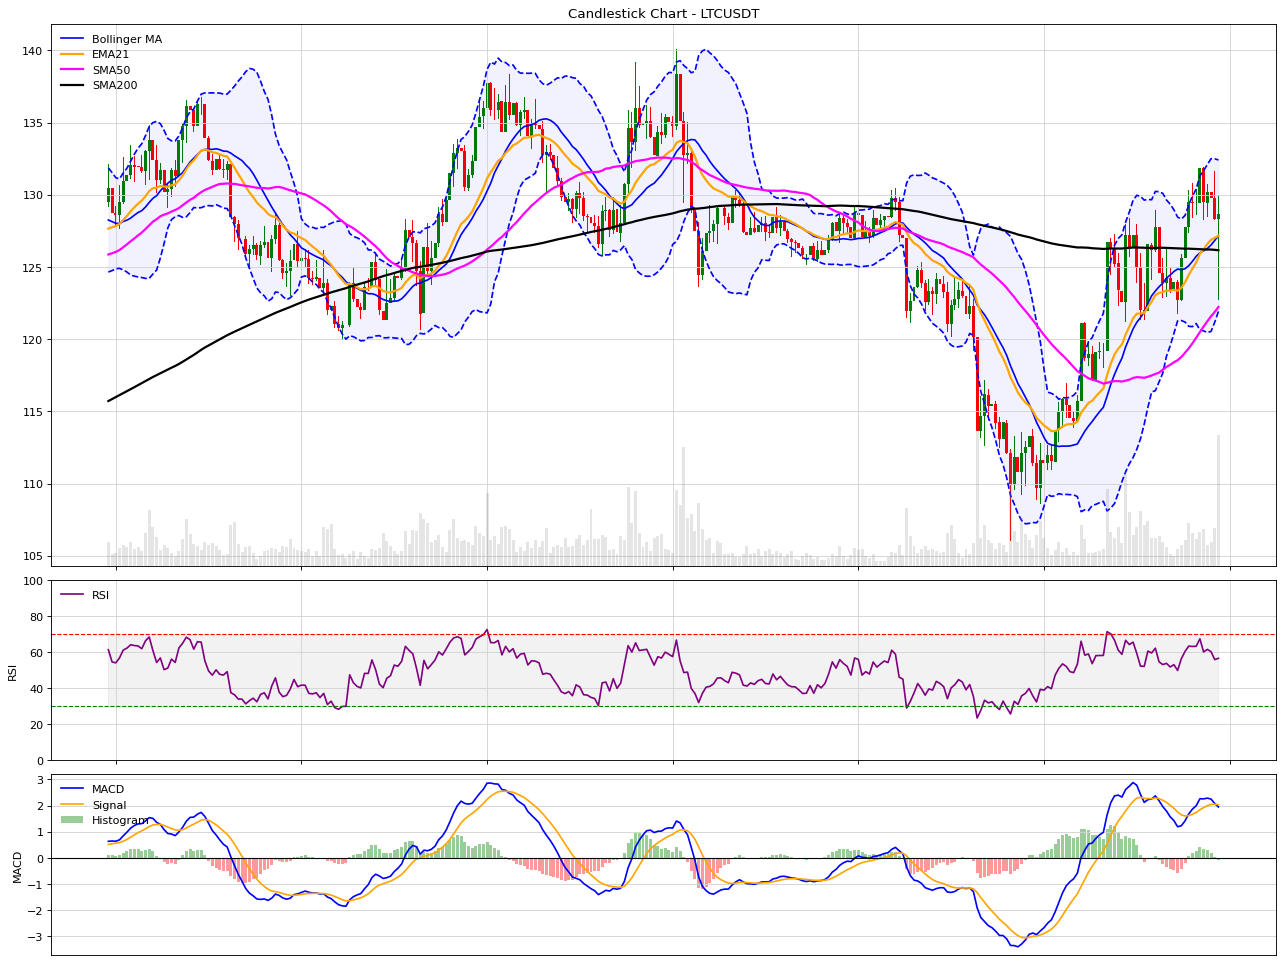 Candlestick Chart - LTCUSDT
Bollinger MA
EMA21
SMA50
SMA200
140
135
130
125
120
115
110
105
RSI
100
80
60
40
20
0
RSI
MACD
Signal
Histogram
3
2
1
0
−1
−2
−3
MACD